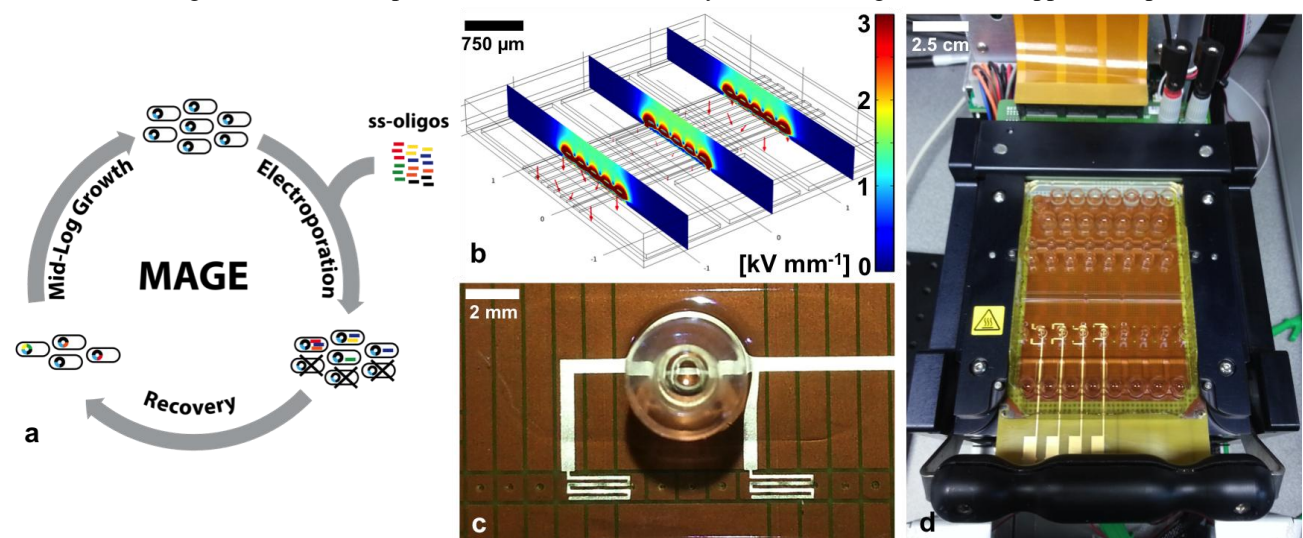 a
MAGE
Mid-Log Growth
Electroporation
Recovery
ss-oligos
b
750 µm
3
2
1
0
[kV mm⁻¹]
1
0
-1
-1
0
1
c
2 mm
d
2.5 cm